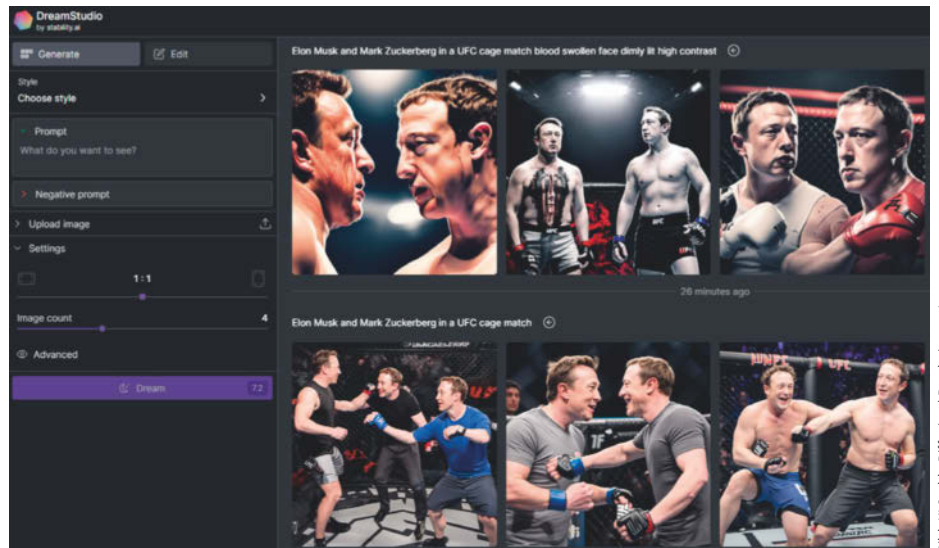 DreamStudio
by stability.ai
Generate
Edit
Style
Choose style
Prompt
What do you want to see?
Negative prompt
Upload image
Settings
1:1
Image count
4
Advanced
Dream
7.2
Elon Musk and Mark Zuckerberg in a UFC cage match blood swollen face dimly lit high contrast
UFC
26 minutes ago
Elon Musk and Mark Zuckerberg in a UFC cage match
UFC